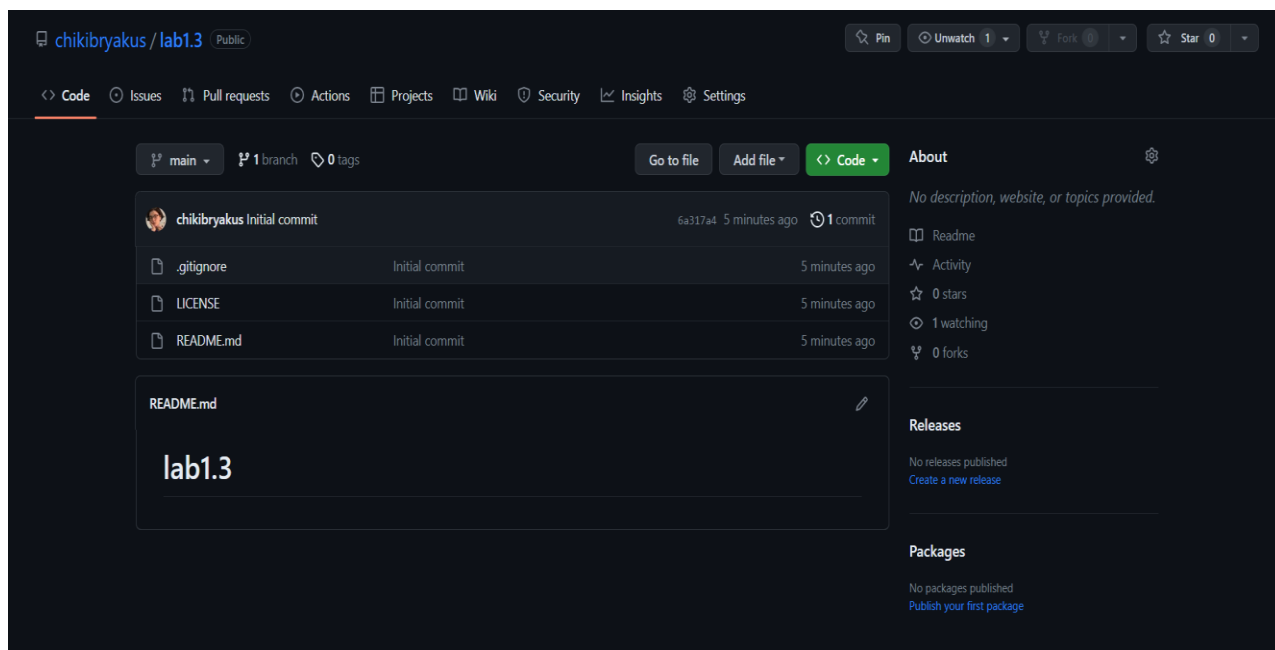 chikibryakus / lab1.3 Public Pin Unwatch 1 Fork 0 Star 0
Code Issues Pull requests Actions Projects Wiki Security Insights Settings
main 1 branch 0 tags Go to file Add file Code
chikibryakus Initial commit 6a317a4 5 minutes ago 1 commit
.gitignore Initial commit 5 minutes ago
LICENSE Initial commit 5 minutes ago
README.md Initial commit 5 minutes ago
README.md
lab1.3
About
No description, website, or topics provided.
Readme
Activity
0 stars
1 watching
0 forks
Releases
No releases published
Create a new release
Packages
No packages published
Publish your first package